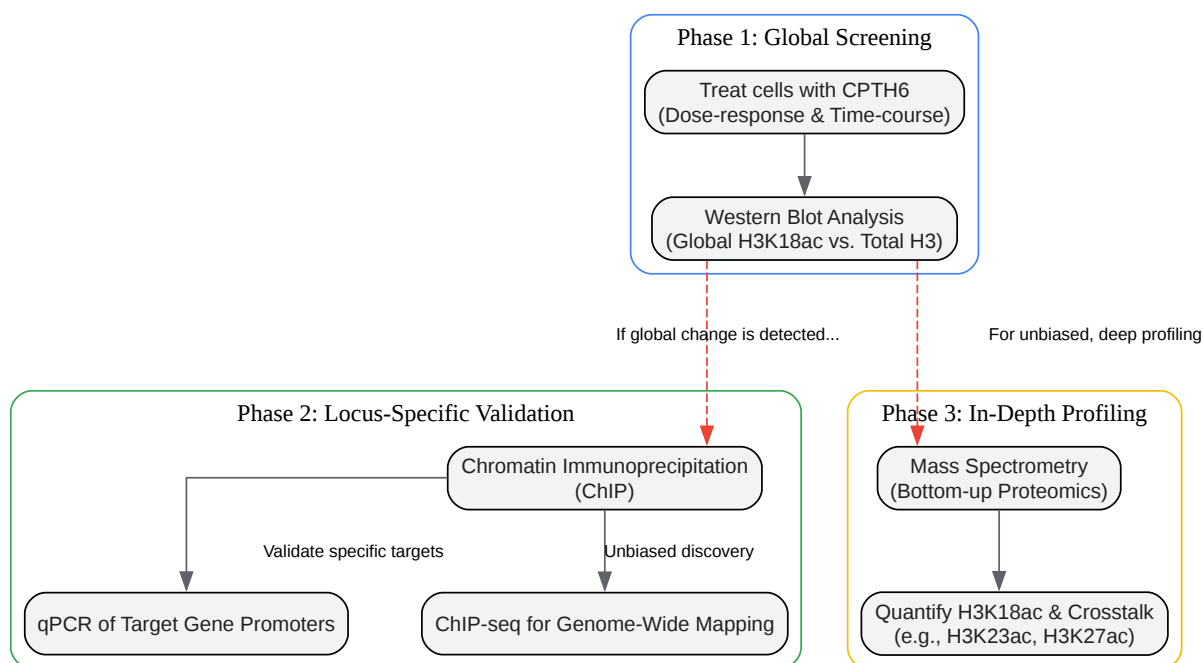 Phase 1: Global Screening
Treat cells with CPTH6
(Dose-response & Time-course)
Western Blot Analysis
(Global H3K18ac vs. Total H3)
If global change is detected...
For unbiased, deep profiling
Phase 2: Locus-Specific Validation
Phase 3: In-Depth Profiling
Chromatin Immunoprecipitation
(ChIP)
Mass Spectrometry
(Bottom-up Proteomics)
Validate specific targets
Unbiased discovery
qPCR of Target Gene Promoters
ChIP-seq for Genome-Wide Mapping
Quantify H3K18ac & Crosstalk
(e.g., H3K23ac, H3K27ac)